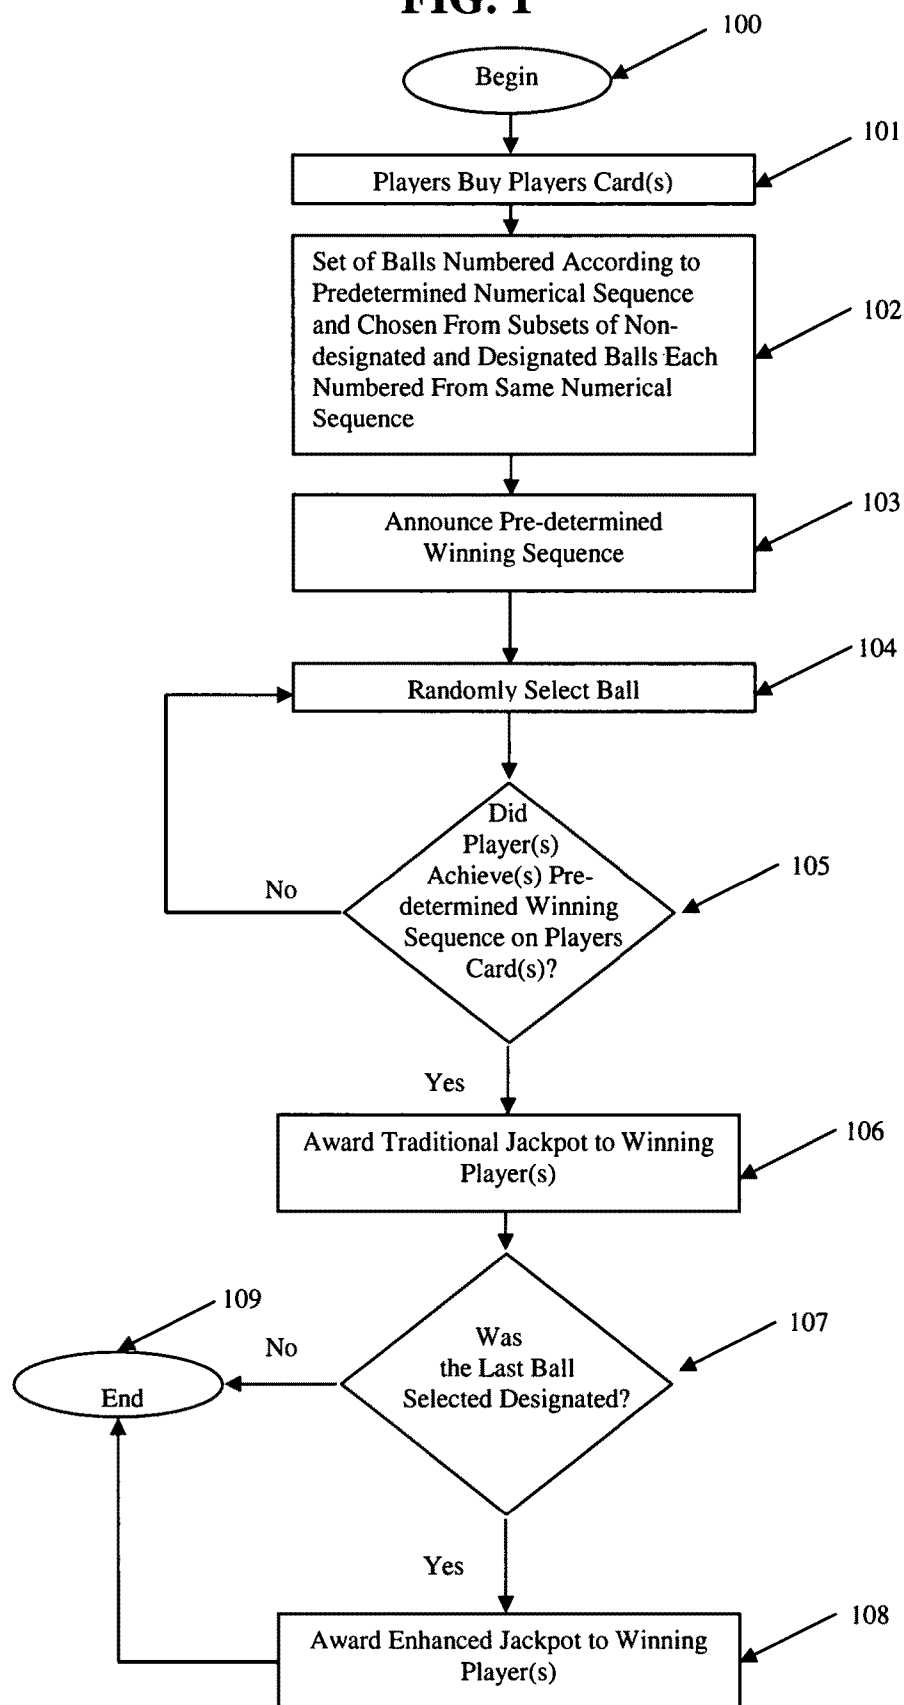 FIG. 1
100
Begin
101
Players Buy Players Card(s)
Set of Balls Numbered According to
Predetermined Numerical Sequence
and Chosen From Subsets of Non-
designated and Designated Balls Each
Numbered From Same Numerical
Sequence
102
103
Announce Pre-determined
Winning Sequence
104
Randomly Select Ball
Did
Player(s)
Achieve(s) Pre-
determined Winning
Sequence on Players
Card(s)?
105
No
Yes
Award Traditional Jackpot to Winning
Player(s)
106
109
107
Was
the Last Ball
Selected Designated?
No
End
Yes
108
Award Enhanced Jackpot to Winning
Player(s)